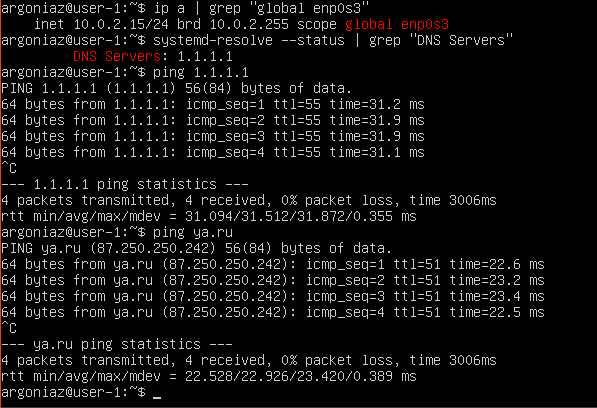 argoniaz@user-1:~$ ip a | grep "global enp0s3"
    inet 10.0.2.15/24 brd 10.0.2.255 scope global enp0s3
argoniaz@user-1:~$ systemd-resolve --status | grep "DNS Servers"
         DNS Servers: 1.1.1.1
argoniaz@user-1:~$ ping 1.1.1.1
PING 1.1.1.1 (1.1.1.1) 56(84) bytes of data.
64 bytes from 1.1.1.1: icmp_seq=1 ttl=55 time=31.2 ms
64 bytes from 1.1.1.1: icmp_seq=2 ttl=55 time=31.9 ms
64 bytes from 1.1.1.1: icmp_seq=3 ttl=55 time=31.9 ms
64 bytes from 1.1.1.1: icmp_seq=4 ttl=55 time=31.1 ms
^C
--- 1.1.1.1 ping statistics ---
4 packets transmitted, 4 received, 0% packet loss, time 3006ms
rtt min/avg/max/mdev = 31.094/31.512/31.872/0.355 ms
argoniaz@user-1:~$ ping ya.ru
PING ya.ru (87.250.250.242) 56(84) bytes of data.
64 bytes from ya.ru (87.250.250.242): icmp_seq=1 ttl=51 time=22.6 ms
64 bytes from ya.ru (87.250.250.242): icmp_seq=2 ttl=51 time=23.2 ms
64 bytes from ya.ru (87.250.250.242): icmp_seq=3 ttl=51 time=23.4 ms
64 bytes from ya.ru (87.250.250.242): icmp_seq=4 ttl=51 time=22.5 ms
^C
--- ya.ru ping statistics ---
4 packets transmitted, 4 received, 0% packet loss, time 3006ms
rtt min/avg/max/mdev = 22.528/22.926/23.420/0.389 ms
argoniaz@user-1:~$ _